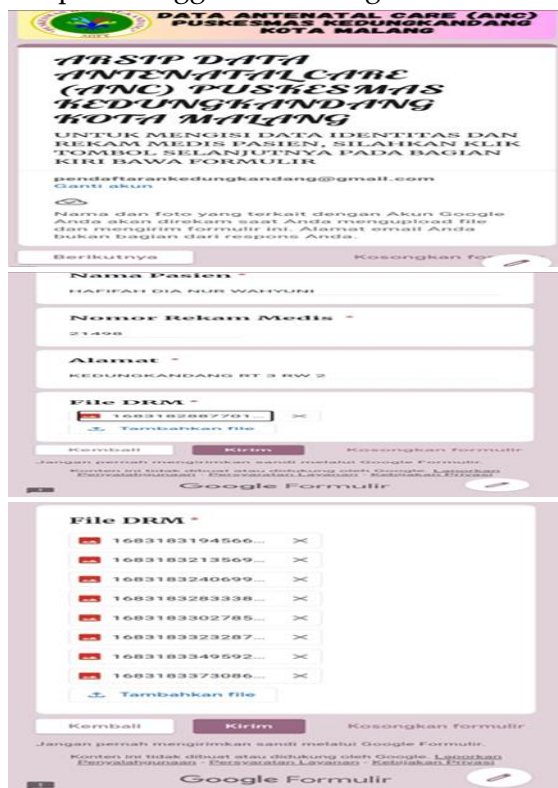 DATA ANTENATAL CARE (ANC)
PUSKESMAS KEDUNGKANDANG
KOTA MALANG
ARSIP DATA
ANTENATAL CARE
(ANC) PUSKESMAS
KEDUNGKANDANG
KOTA MALANG
UNTUK MENGISI DATA IDENTITAS DAN
REKAM MEDIS PASIEN, SILAHKAN KLIK
TOMBOL SELANJUTNYA PADA BAGIAN
KIRI BAWA FORMULIR
pendaftarankedungkandang@gmail.com
Ganti akun
Nama dan foto yang terkait dengan Akun Google
Anda akan direkam saat Anda mengupload file
dan mengirim formulir ini. Alamat email Anda
bukan bagian dari respons Anda.
Berikutnya Kosongkan fo
Nama Pasien *
HAFIFAH DIA NUR WAHYUNI
Nomor Rekam Medis *
21498
Alamat *
KEDUNGKANDANG RT 3 RW 2
File DRM *
1683182887701...
Tambahkan file
Kembali Kirim Kosongkan formulir
Jangan pernah mengirimkan sandi melalui Google Formulir.
Konten ini tidak dibuat atau didukung oleh Google. Laporkan
Penyalahgunaan - Persyaratan Layanan - Kebijakan Privasi
Google Formulir
File DRM *
1683183194566...
1683183213569...
1683183240699...
1683183283338...
1683183302785...
1683183323287...
1683183349592...
1683183373086...
Tambahkan file
Kembali Kirim Kosongkan formulir
Jangan pernah mengirimkan sandi melalui Google Formulir.
Konten ini tidak dibuat atau didukung oleh Google. Laporkan
Penyalahgunaan - Persyaratan Layanan - Kebijakan Privasi
Google Formulir